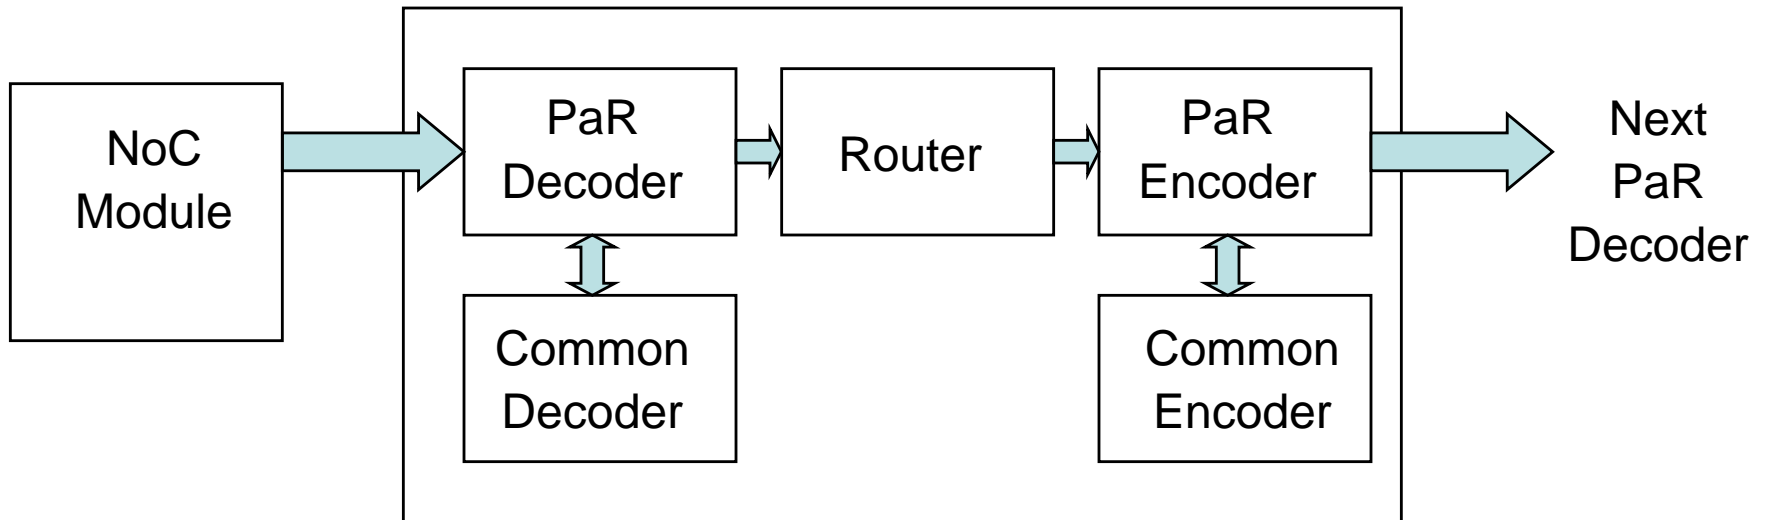 NoC
Module
PaR
Decoder
Router
PaR
Encoder
Next
PaR
Decoder
Common
Decoder
Common
Encoder